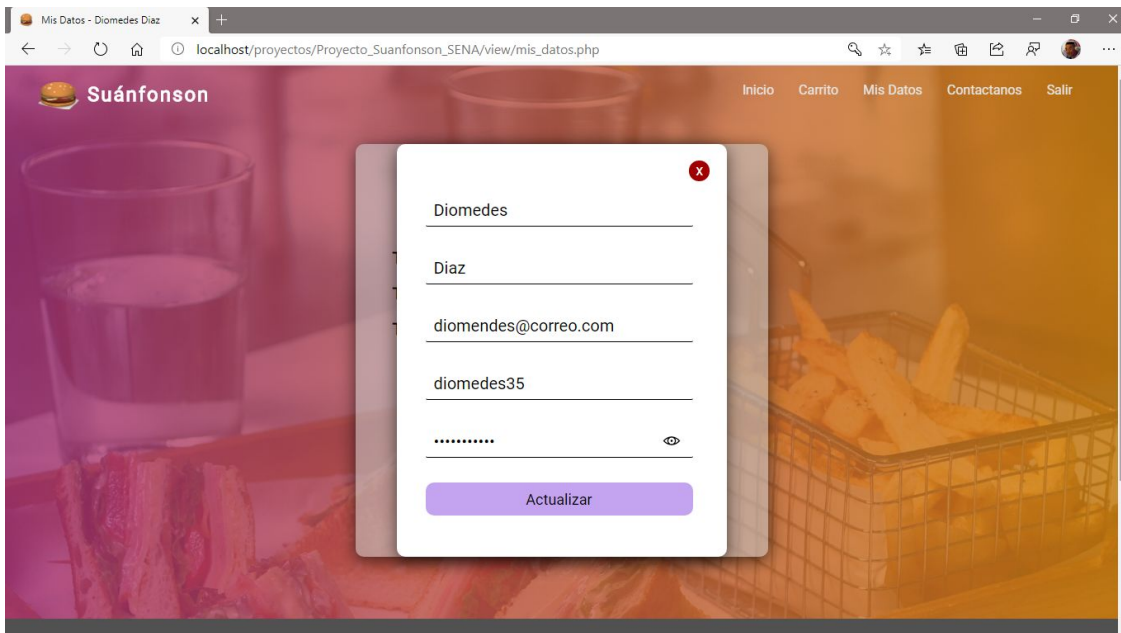 Mis Datos - Diomedes Diaz
localhost/proyectos/Proyecto_Suanfonson_SENA/view/mis_datos.php
Suánfonson
Inicio Carrito Mis Datos Contactanos Salir
X
Diomedes
Diaz
diomendes@correo.com
diomedes35
•••••••••••
Actualizar